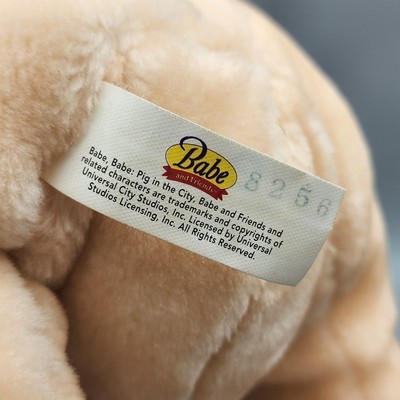 Babe
and Friends
8256
Babe, Babe: Pig in the City, Babe and Friends and
related characters are trademarks and copyrights of
Universal City Studios, Inc. Licensed by Universal
Studios Licensing, Inc. All Rights Reserved.